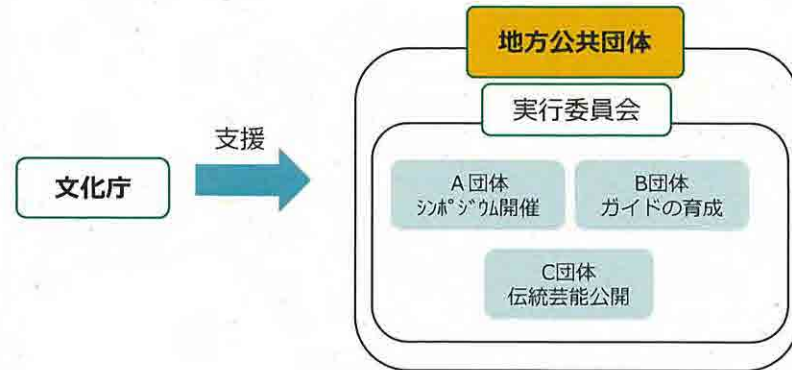 地方公共団体
実行委員会
支援
文化庁
A団体
ｼﾝﾎﾟｼﾞｳﾑ開催
B団体
ガイドの育成
C団体
伝統芸能公開